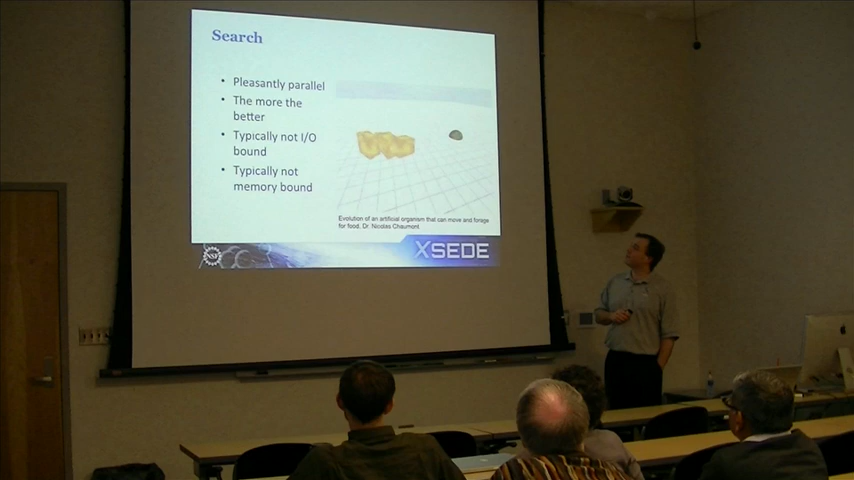 Search
• Pleasantly parallel
• The more the
better
• Typically not I/O
bound
• Typically not
memory bound
Evolution of an artificial organism that can move and forage
for food. Dr. Nicolas Chaumont.
NSF
XSEDE